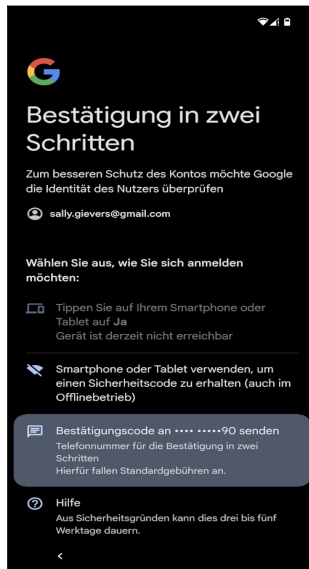 Bestätigung in zwei
Schritten
Zum besseren Schutz des Kontos möchte Google
die Identität des Nutzers überprüfen
sally.gievers@gmail.com
Wählen Sie aus, wie Sie sich anmelden
möchten:
Tippen Sie auf Ihrem Smartphone oder
Tablet auf Ja
Gerät ist derzeit nicht erreichbar
Smartphone oder Tablet verwenden, um
einen Sicherheitscode zu erhalten (auch im
Offlinebetrieb)
Bestätigungscode an •••• •••••90 senden
Telefonnummer für die Bestätigung in zwei
Schritten
Hierfür fallen Standardgebühren an.
Hilfe
Aus Sicherheitsgründen kann dies drei bis fünf
Werktage dauern.